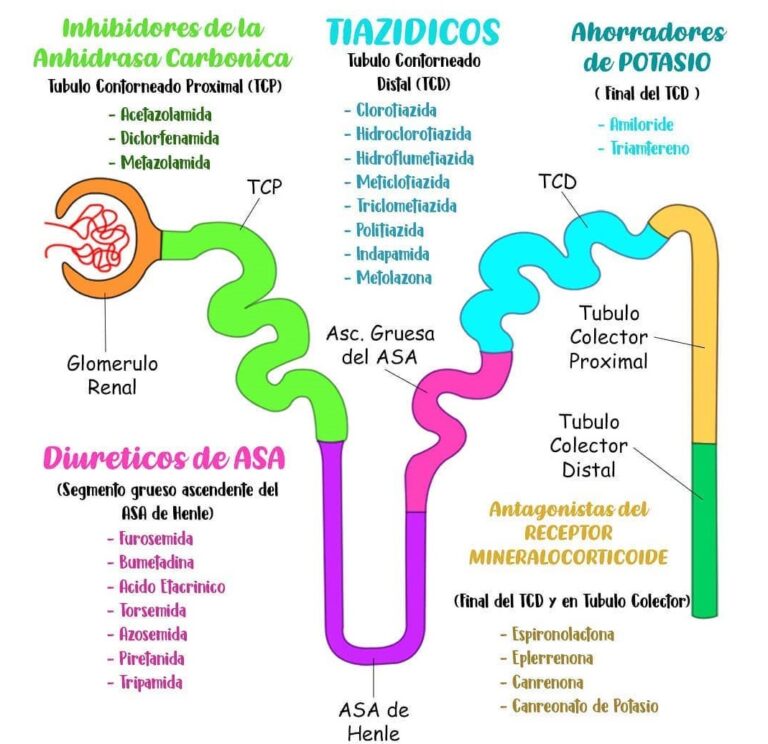 Inhibidores de la
Anhidrasa Carbonica
Tubulo Contorneado Proximal (TCP)
- Acetazolamida
- Diclorfenamida
- Metazolamida
TIAZIDICOS
Tubulo Contorneado
Distal (TCD)
- Clorotiazida
- Hidroclorotiazida
- Hidroflumetiazida
- Meticlotiazida
- Triclometiazida
- Politiazida
- Indapamida
- Metolazona
Ahorradores
de POTASIO
( Final del TCD )
- Amiloride
- Triamtereno
TCP
TCD
Glomerulo
Renal
Asc. Gruesa
del ASA
Tubulo
Colector
Proximal
Tubulo
Colector
Distal
Diureticos de ASA
(Segmento grueso ascendente del
ASA de Henle)
- Furosemida
- Bumetadina
- Acido Etacrinico
- Torsemida
- Azosemida
- Piretanida
- Tripamida
ASA de
Henle
Antagonistas del
RECEPTOR
MINERALOCORTICOIDE
(Final del TCD y en Tubulo Colector)
- Espironolactona
- Eplerrenona
- Canrenona
- Canreonato de Potasio